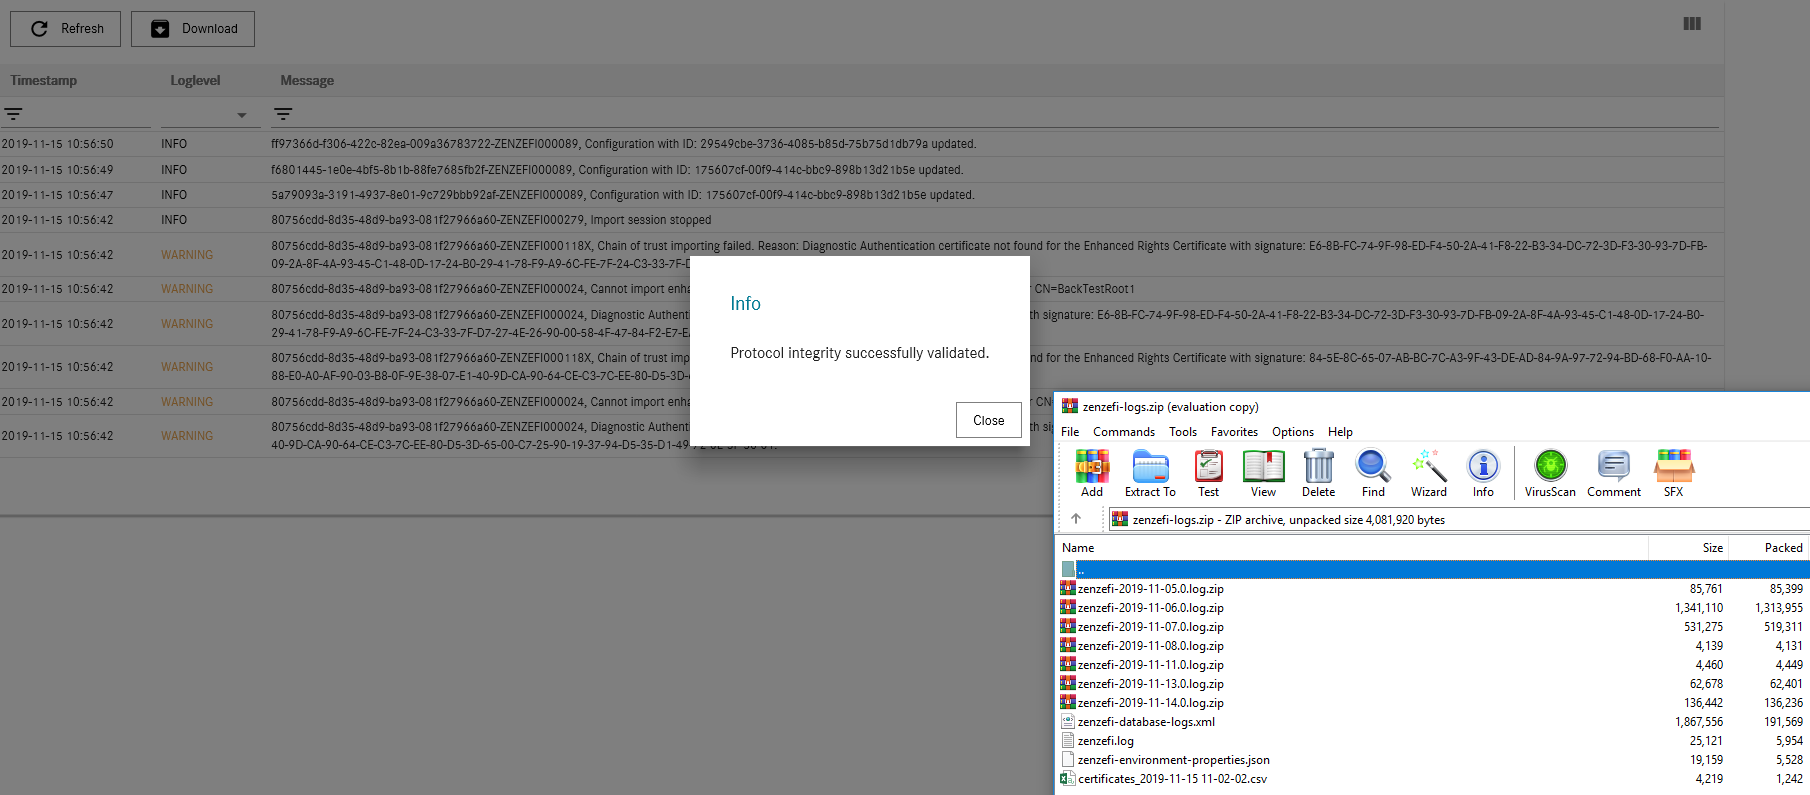 Refresh
Download
Timestamp Loglevel Message
2019-11-15 10:56:50 INFO ff97366d-f306-422c-82ea-009a36783722-ZENZEFI000089, Configuration with ID: 29549cbe-3736-4085-b85d-75b75d1db79a updated.
2019-11-15 10:56:49 INFO f6801445-1e0e-4bf5-8b1b-88fe7685fb2f-ZENZEFI000089, Configuration with ID: 175607cf-00f9-414c-bbc9-898b13d21b5e updated.
2019-11-15 10:56:47 INFO 5a79093a-3191-4937-8e01-9c729bbb92af-ZENZEFI000089, Configuration with ID: 175607cf-00f9-414c-bbc9-898b13d21b5e updated.
2019-11-15 10:56:42 INFO 80756cdd-8d35-48d9-ba93-081f27966a60-ZENZEFI000279, Import session stopped
2019-11-15 10:56:42 WARNING 80756cdd-8d35-48d9-ba93-081f27966a60-ZENZEFI000118X, Chain of trust importing failed. Reason: Diagnostic Authentication certificate not found for the Enhanced Rights Certificate with signature: E6-8B-FC-74-9F-98-ED-F4-50-2A-41-F8-22-B3-34-DC-72-3D-F3-30-93-7D-FB-
09-2A-8F-4A-93-45-C1-48-0D-17-24-B0-29-41-78-F9-A9-6C-FE-7F-24-C3-33-7F-
2019-11-15 10:56:42 WARNING 80756cdd-8d35-48d9-ba93-081f27966a60-ZENZEFI000024, Cannot import CN=BackTestRoot1
2019-11-15 10:56:42 WARNING 80756cdd-8d35-48d9-ba93-081f27966a60-ZENZEFI000024, Diagnostic signature: E6-8B-FC-74-9F-98-ED-F4-50-2A-41-F8-22-B3-34-DC-72-3D-F3-30-93-7D-FB-09-2A-8F-4A-93-45-C1-48-0D-17-24-B0-
29-41-78-F9-A9-6C-FE-7F-24-C3-33-7F-D7-27-4E-26-90-00-58-4F-47-84-F2-E7-
2019-11-15 10:56:42 WARNING 80756cdd-8d35-48d9-ba93-081f27966a60-ZENZEFI000118X, Chain of trust for the Enhanced Rights Certificate with signature: 84-5E-8C-65-07-AB-BC-7C-A3-9F-43-DE-AD-84-9A-97-72-94-BD-68-F0-AA-10-
88-E0-A0-AF-90-03-B8-0F-9E-38-07-E1-40-9D-CA-90-64-CE-C3-7C-EE-80-D5-3D-
2019-11-15 10:56:42 WARNING 80756cdd-8d35-48d9-ba93-081f27966a60-ZENZEFI000024, Cannot import
2019-11-15 10:56:42 WARNING 80756cdd-8d35-48d9-ba93-081f27966a60-ZENZEFI000024, Diagnostic
40-9D-CA-90-64-CE-C3-7C-EE-80-D5-3D-65-00-C7-25-90-19-37-94-D5-35-D1-
Info
Protocol integrity successfully validated.
Close
zenzefi-logs.zip (evaluation copy)
File Commands Tools Favorites Options Help
Add Extract To Test View Delete Find Wizard Info VirusScan Comment SFX
zenzefi-logs.zip - ZIP archive, unpacked size 4,081,920 bytes
Name Size Packed
..
zenzefi-2019-11-05.0.log.zip 85,761 85,399
zenzefi-2019-11-06.0.log.zip 1,341,110 1,313,955
zenzefi-2019-11-07.0.log.zip 531,275 519,311
zenzefi-2019-11-08.0.log.zip 4,139 4,131
zenzefi-2019-11-11.0.log.zip 4,460 4,449
zenzefi-2019-11-13.0.log.zip 62,678 62,401
zenzefi-2019-11-14.0.log.zip 136,442 136,236
zenzefi-database-logs.xml 1,867,556 191,569
zenzefi.log 25,121 5,954
zenzefi-environment-properties.json 19,159 5,528
certificates_2019-11-15 11-02-02.csv 4,219 1,242